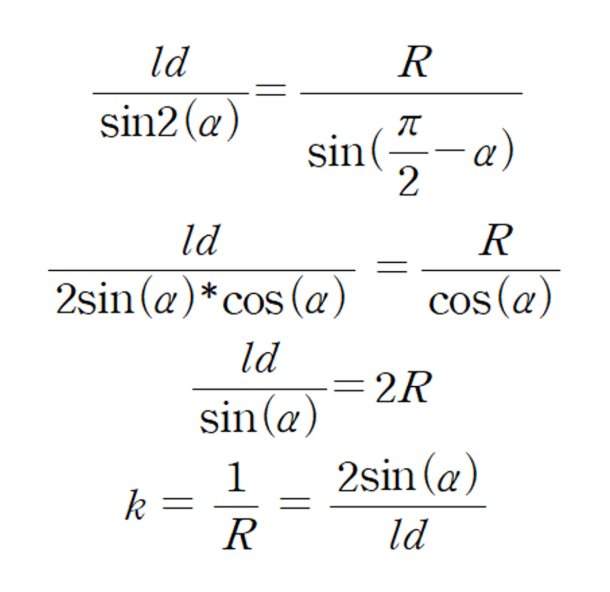 ld/sin2(α) = R/sin(π/2 − α)
ld/2sin(α)*cos(α) = R/cos(α)
ld/sin(α) = 2R
k = 1/R = 2sin(α)/ld